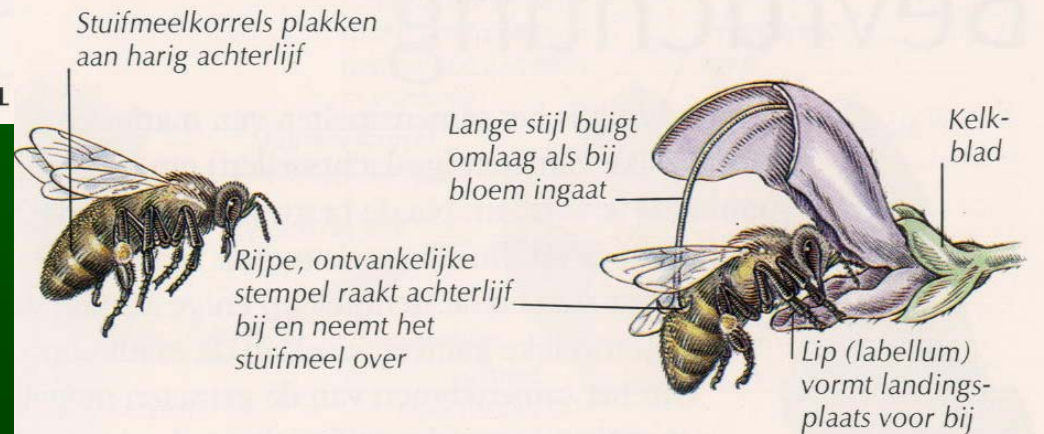 Stuifmeelkorrels plakken
aan harig achterlijf
Lange stijl buigt
omlaag als bij
bloem ingaat
Kelk-
blad
Rijpe, ontvankelijke
stempel raakt achterlijf
bij en neemt het
stuifmeel over
Lip (labellum)
vormt landings-
plaats voor bij